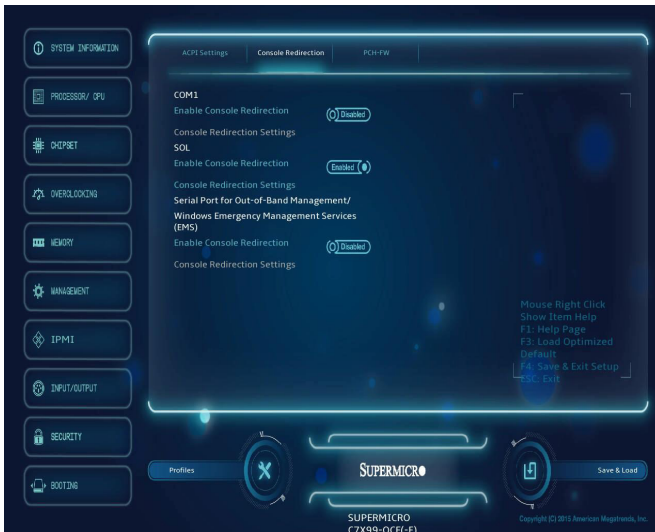 SYSTEM INFORMATION
PROCESSOR/ CPU
CHIPSET
OVERCLOCKING
MEMORY
MANAGEMENT
IPMI
INPUT/OUTPUT
SECURITY
BOOTING
ACPI Settings
Console Redirection
PCH-FW
COM1
Enable Console Redirection
Disabled
Console Redirection Settings
SOL
Enable Console Redirection
Enabled
Console Redirection Settings
Serial Port for Out-of-Band Management/
Windows Emergency Management Services
(EMS)
Enable Console Redirection
Disabled
Console Redirection Settings
Mouse Right Click
Show Item Help
F1: Help Page
F3: Load Optimized
Default
F4: Save & Exit Setup
ESC: Exit
Profiles
SUPERMICRO
Save & Load
SUPERMICRO
C7X99-OCE(-F)
Copyright (C) 2015 American Megatrends, Inc.